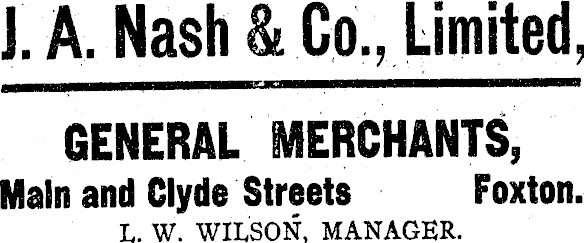 J. A. Nash & Co., Limited,
GENERAL MERCHANTS,
Main and Clyde Streets Foxton.
L. W. WILSON, MANAGER.